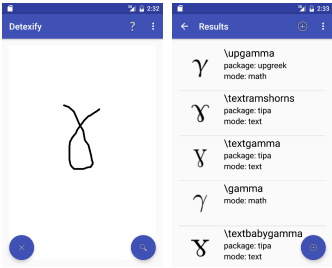 2:32
Detexify
?
γ
2:33
Results
γ
\upgamma
package: upgreek
mode: math
ɤ
\textramshorns
package: tipa
mode: text
ɣ
\textgamma
package: tipa
mode: text
γ
\gamma
mode: math
ɤ
\textbabygamma
package: tipa
mode: text